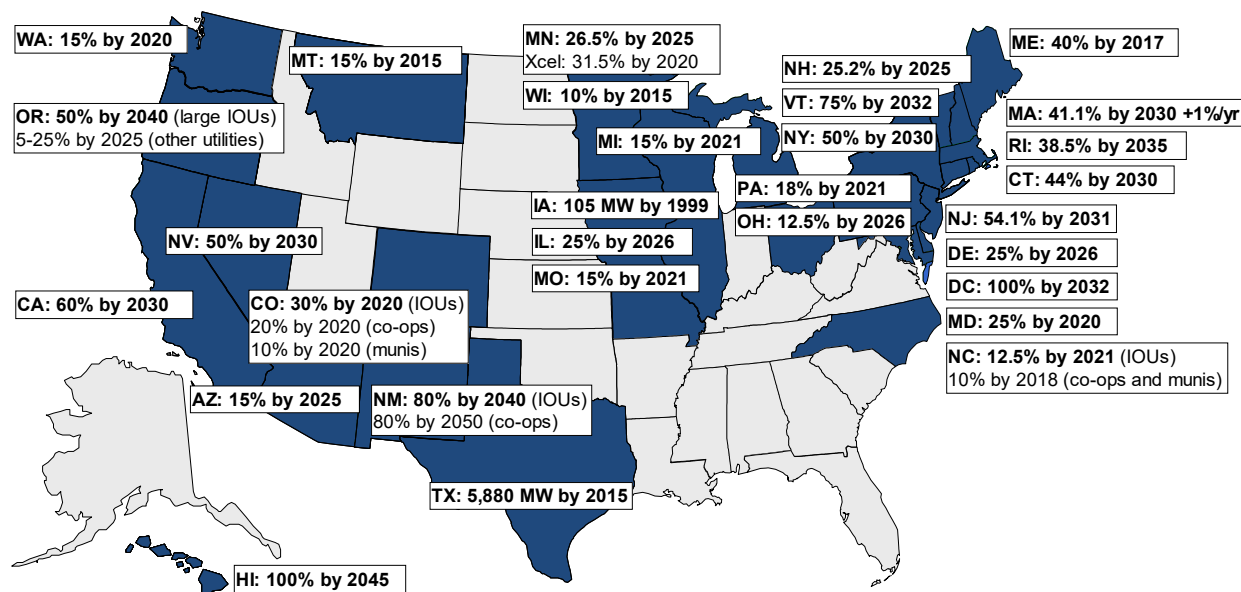 WA: 15% by 2020
MT: 15% by 2015
MN: 26.5% by 2025
Xcel: 31.5% by 2020
ME: 40% by 2017
NH: 25.2% by 2025
WI: 10% by 2015
VT: 75% by 2032
OR: 50% by 2040 (large IOUs)
5-25% by 2025 (other utilities)
MA: 41.1% by 2030 +1%/yr
MI: 15% by 2021
NY: 50% by 2030
RI: 38.5% by 2035
CT: 44% by 2030
PA: 18% by 2021
IA: 105 MW by 1999
OH: 12.5% by 2026
NJ: 54.1% by 2031
NV: 50% by 2030
IL: 25% by 2026
DE: 25% by 2026
MO: 15% by 2021
DC: 100% by 2032
CA: 60% by 2030
CO: 30% by 2020 (IOUs)
20% by 2020 (co-ops)
10% by 2020 (munis)
MD: 25% by 2020
NC: 12.5% by 2021 (IOUs)
10% by 2018 (co-ops and munis)
AZ: 15% by 2025
NM: 80% by 2040 (IOUs)
80% by 2050 (co-ops)
TX: 5,880 MW by 2015
HI: 100% by 2045